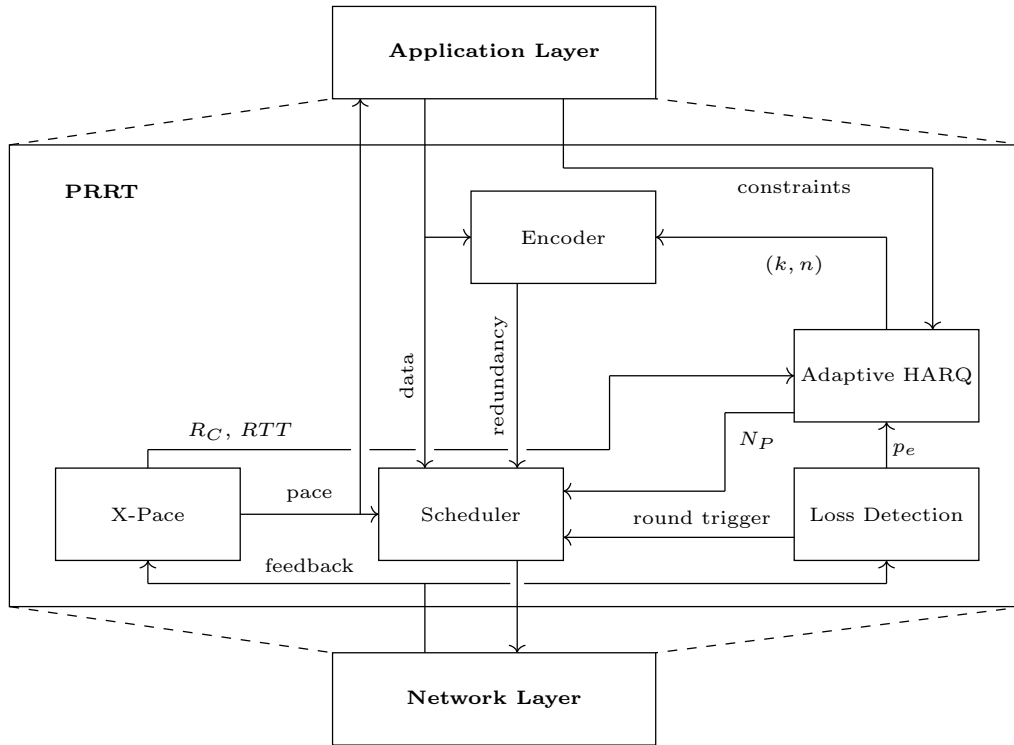 Application Layer
PRRT
constraints
Encoder
(k, n)
data
redundancy
Adaptive HARQ
R_C, RTT
N_P
p_e
X-Pace
pace
Scheduler
round trigger
Loss Detection
feedback
Network Layer